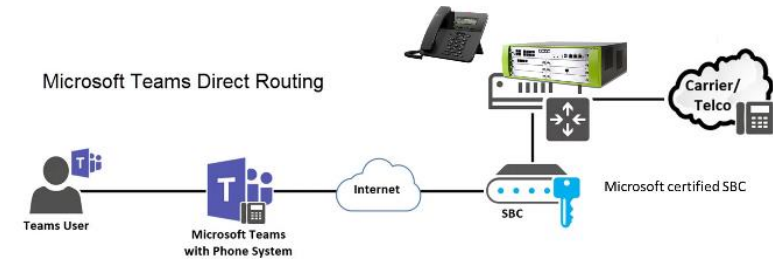 Microsoft Teams Direct Routing
Carrier/
Telco
T
T
Internet
Microsoft certified SBC
SBC
Teams User
Microsoft Teams
with Phone System